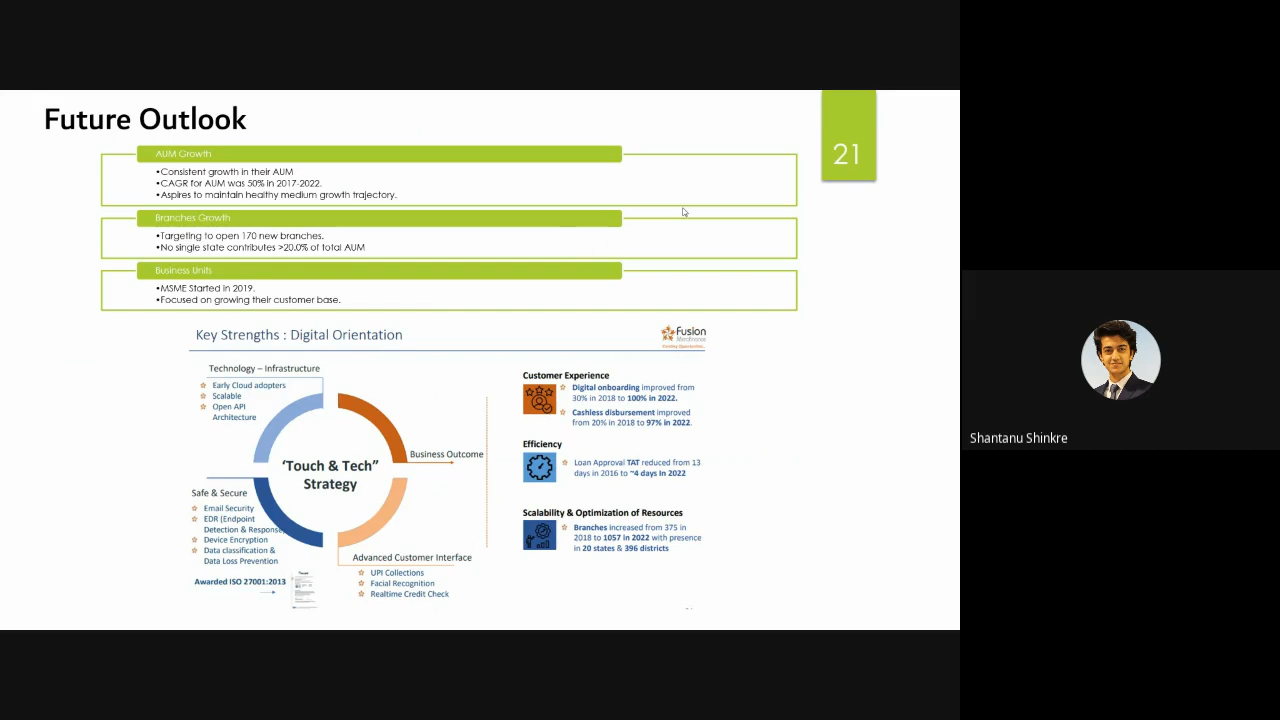 Future Outlook
21
AUM Growth
•Consistent growth in their AUM
•CAGR for AUM was 50% in 2017-2022.
•Aspires to maintain healthy medium growth trajectory.
Branches Growth
•Targeting to open 170 new branches.
•No single state contributes >20.0% of total AUM
Business Units
•MSME Started in 2019.
•Focused on growing their customer base.
Key Strengths : Digital Orientation
Fusion
Microfinance
Technology – Infrastructure
Early Cloud adopters
Scalable
Open API
Architecture
Safe & Secure
Email Security
EDR (Endpoint
Detection & Response)
Device Encryption
Data classification &
Data Loss Prevention
Awarded ISO 27001:2013
‘Touch & Tech”
Strategy
Business Outcome
Advanced Customer Interface
UPI Collections
Facial Recognition
Realtime Credit Check
Customer Experience
Digital onboarding improved from
30% in 2018 to 100% in 2022.
Cashless disbursement improved
from 20% in 2018 to 97% in 2022.
Efficiency
Loan Approval TAT reduced from 13
days in 2016 to ~4 days In 2022
Scalability & Optimization of Resources
Branches Increased from 375 in
2018 to 1057 in 2022 with presence
in 20 states & 396 districts
Shantanu Shinkre